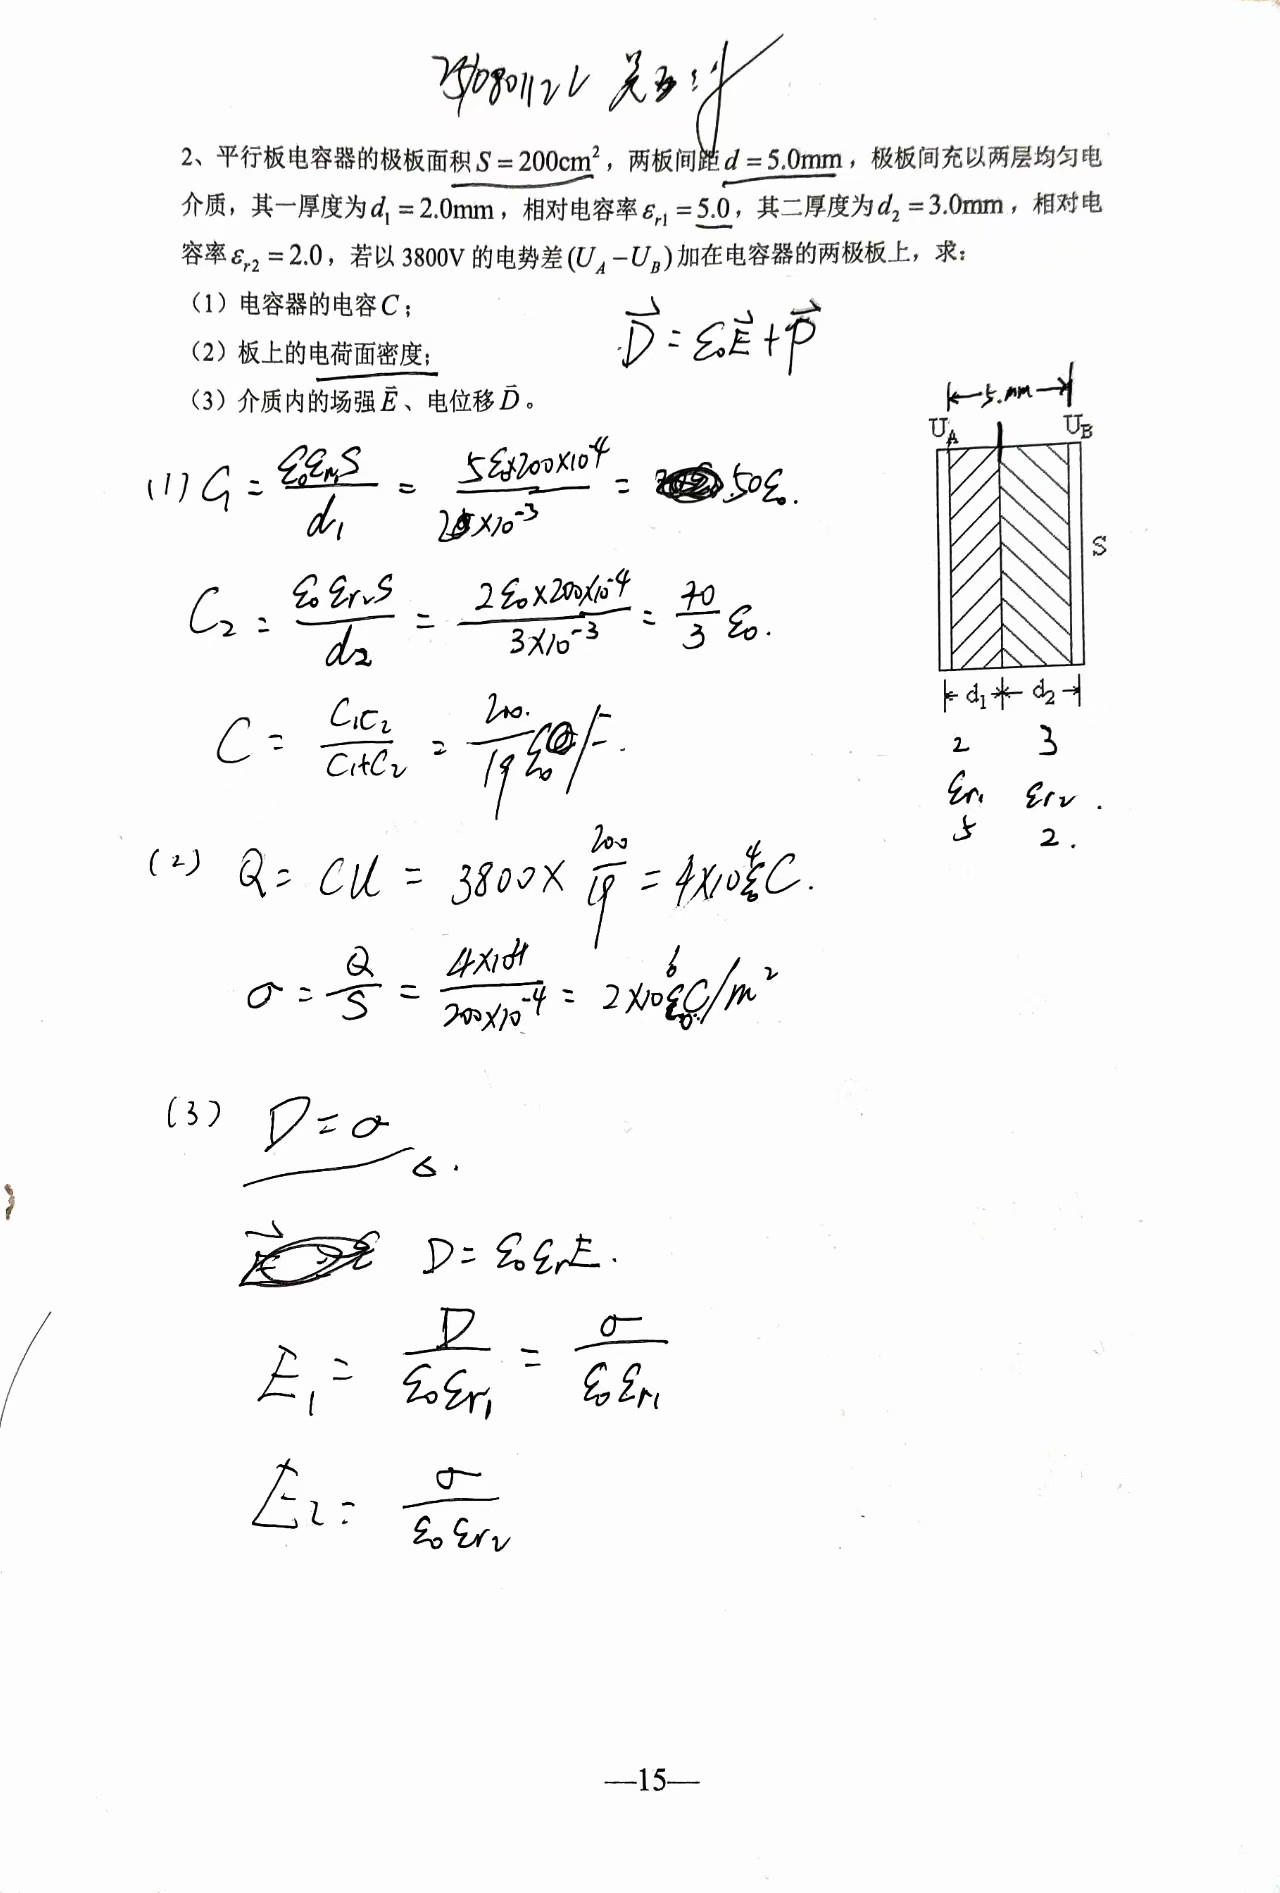 2、平行板电容器的极板面积S=200cm²，两板间距d=5.0mm，极板间充以两层均匀电
介质，其一厚度为d₁=2.0mm，相对电容率εᵣ₁=5.0，其二厚度为d₂=3.0mm，相对电
容率εᵣ₂=2.0，若以3800V的电势差(U_A−U_B)加在电容器的两极板上，求：
（1）电容器的电容C；
（2）板上的电荷面密度；
（3）介质内的场强E⃗、电位移D⃗。
D⃗=ε₀E⃗+P⃗
5.mm
U_A U_B
S
d₁ d₂
2 3
εᵣ₁ εᵣ₂.
5 2.
(1) C₁=ε₀εᵣ₁S/d₁=5ε₀×200×10⁻⁴/2×10⁻³=50ε₀.
C₂=ε₀εᵣ₂S/d₂=2ε₀×200×10⁻⁴/3×10⁻³=40/3 ε₀.
C=C₁C₂/C₁+C₂=200/19 ε₀ F.
(2) Q=CU=3800×200/19=4×10⁴ε₀C.
σ=Q/S=4×10⁴/200×10⁻⁴=2×10⁶ε₀C/m²
(3) D=σ
D=ε₀εᵣE.
E₁=D/ε₀εᵣ₁=σ/ε₀εᵣ₁
E₂=σ/ε₀εᵣ₂
—15—